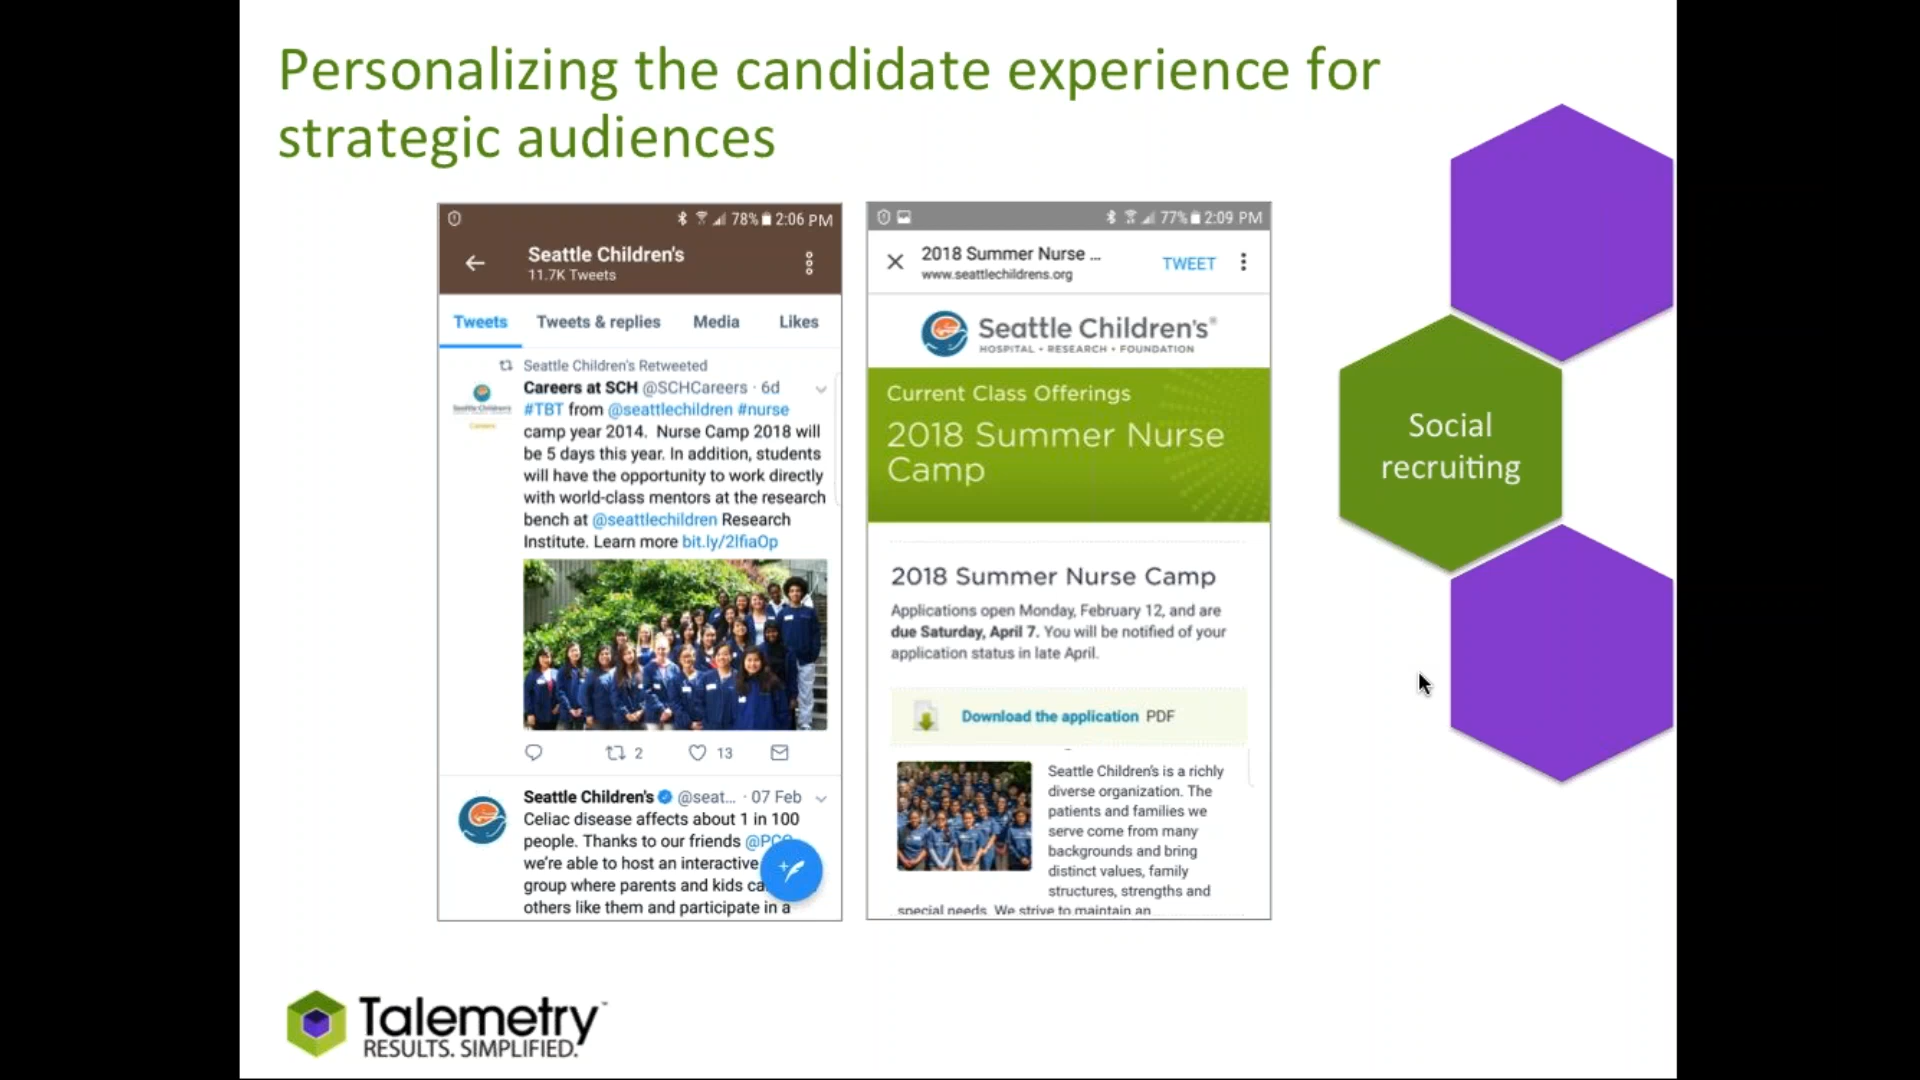 Personalizing the candidate experience for
strategic audiences
78% 2:06 PM
Seattle Children's
11.7K Tweets
Tweets
Tweets & replies
Media
Likes
Seattle Children's Retweeted
Careers at SCH @SCHCareers · 6d
#TBT from @seattlechildren #nurse
camp year 2014. Nurse Camp 2018 will
be 5 days this year. In addition, students
will have the opportunity to work directly
with world-class mentors at the research
bench at @seattlechildren Research
Institute. Learn more bit.ly/2lfiaOp
2
13
Seattle Children's @seat... · 07 Feb
Celiac disease affects about 1 in 100
people. Thanks to our friends
we're able to host an interactive
group where parents and kids
others like them and participate in a
77% 2:09 PM
2018 Summer Nurse ...
www.seattlechildrens.org
TWEET
Seattle Children's®
HOSPITAL • RESEARCH • FOUNDATION
Current Class Offerings
2018 Summer Nurse
Camp
2018 Summer Nurse Camp
Applications open Monday, February 12, and are
due Saturday, April 7. You will be notified of your
application status in late April.
Download the application PDF
Seattle Children's is a richly
diverse organization. The
patients and families we
serve come from many
backgrounds and bring
distinct values, family
structures, strengths and
special needs. We strive to maintain an
Social
recruiting
Talemetry™
RESULTS. SIMPLIFIED.